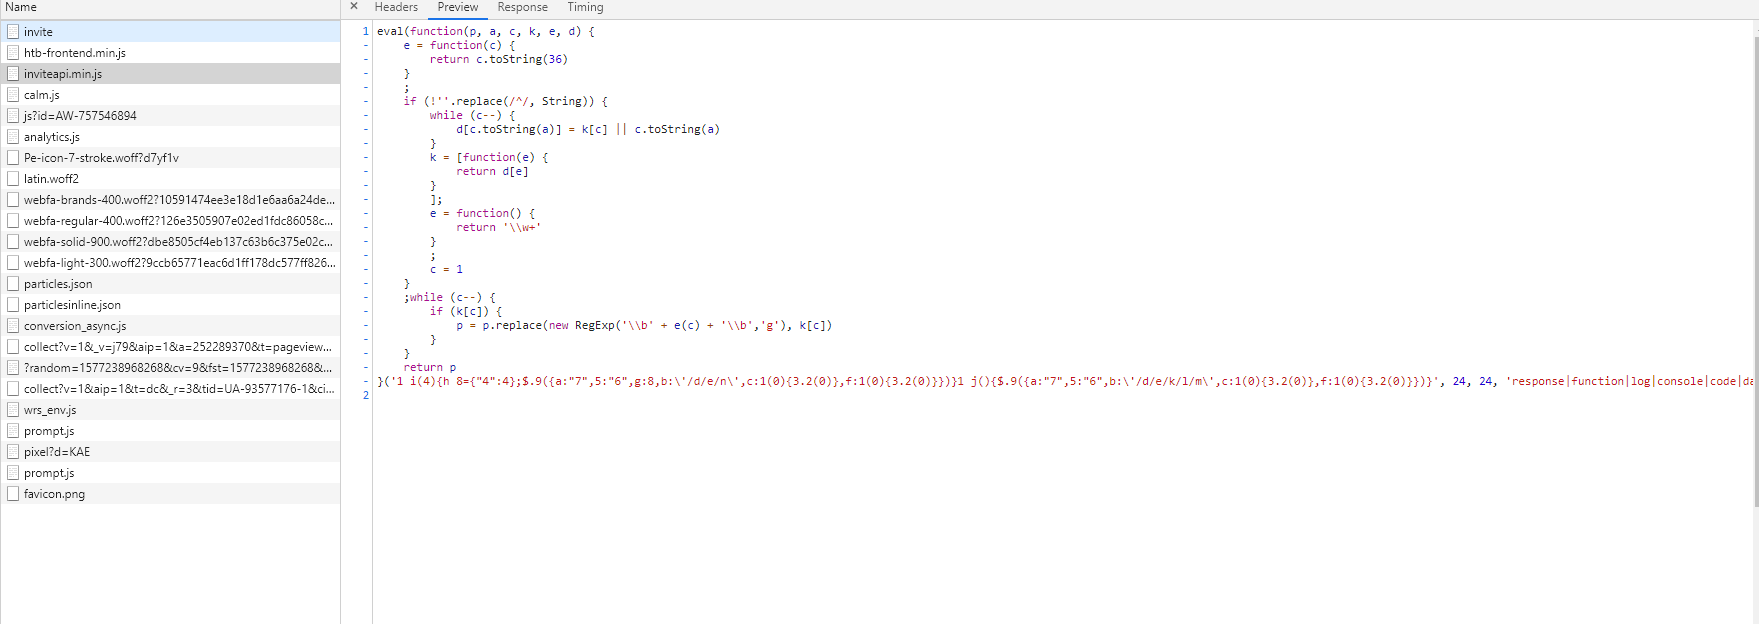 Name
× Headers Preview Response Timing
invite
htb-frontend.min.js
inviteapi.min.js
calm.js
js?id=AW-757546894
analytics.js
Pe-icon-7-stroke.woff?d7yf1v
latin.woff2
webfa-brands-400.woff2?10591474ee3e18d1e6aa6a24de...
webfa-regular-400.woff2?126e3505907e02ed1fdc86058c...
webfa-solid-900.woff2?dbe8505cf4eb137c63b6c375e02c...
webfa-light-300.woff2?9ccb65771eac6d1ff178dc577ff826...
particles.json
particlesinline.json
conversion_async.js
collect?v=1&_v=j79&aip=1&a=252289370&t=pageview...
?random=1577238968268&cv=9&fst=1577238968268&...
collect?v=1&aip=1&t=dc&_r=3&tid=UA-93577176-1&ci...
wrs_env.js
prompt.js
pixel?d=KAE
prompt.js
favicon.png
1 eval(function(p, a, c, k, e, d) {
- e = function(c) {
- return c.toString(36)
- }
- ;
- if (!''.replace(/^/, String)) {
- while (c--) {
- d[c.toString(a)] = k[c] || c.toString(a)
- }
- k = [function(e) {
- return d[e]
- }
- ];
- e = function() {
- return '\\w+'
- }
- ;
- c = 1
- }
- ;while (c--) {
- if (k[c]) {
- p = p.replace(new RegExp('\\b' + e(c) + '\\b','g'), k[c])
- }
- }
- return p
- }('1 i(4){h 8={"4":4};$.9({a:"7",5:"6",g:8,b:\'/d/e/n\',c:1(0){3.2(0)},f:1(0){3.2(0)}})}1 j(){$.9({a:"7",5:"6",b:\'/d/e/k/l/m\',c:1(0){3.2(0)},f:1(0){3.2(0)}})}', 24, 24, 'response|function|log|console|code|da
2